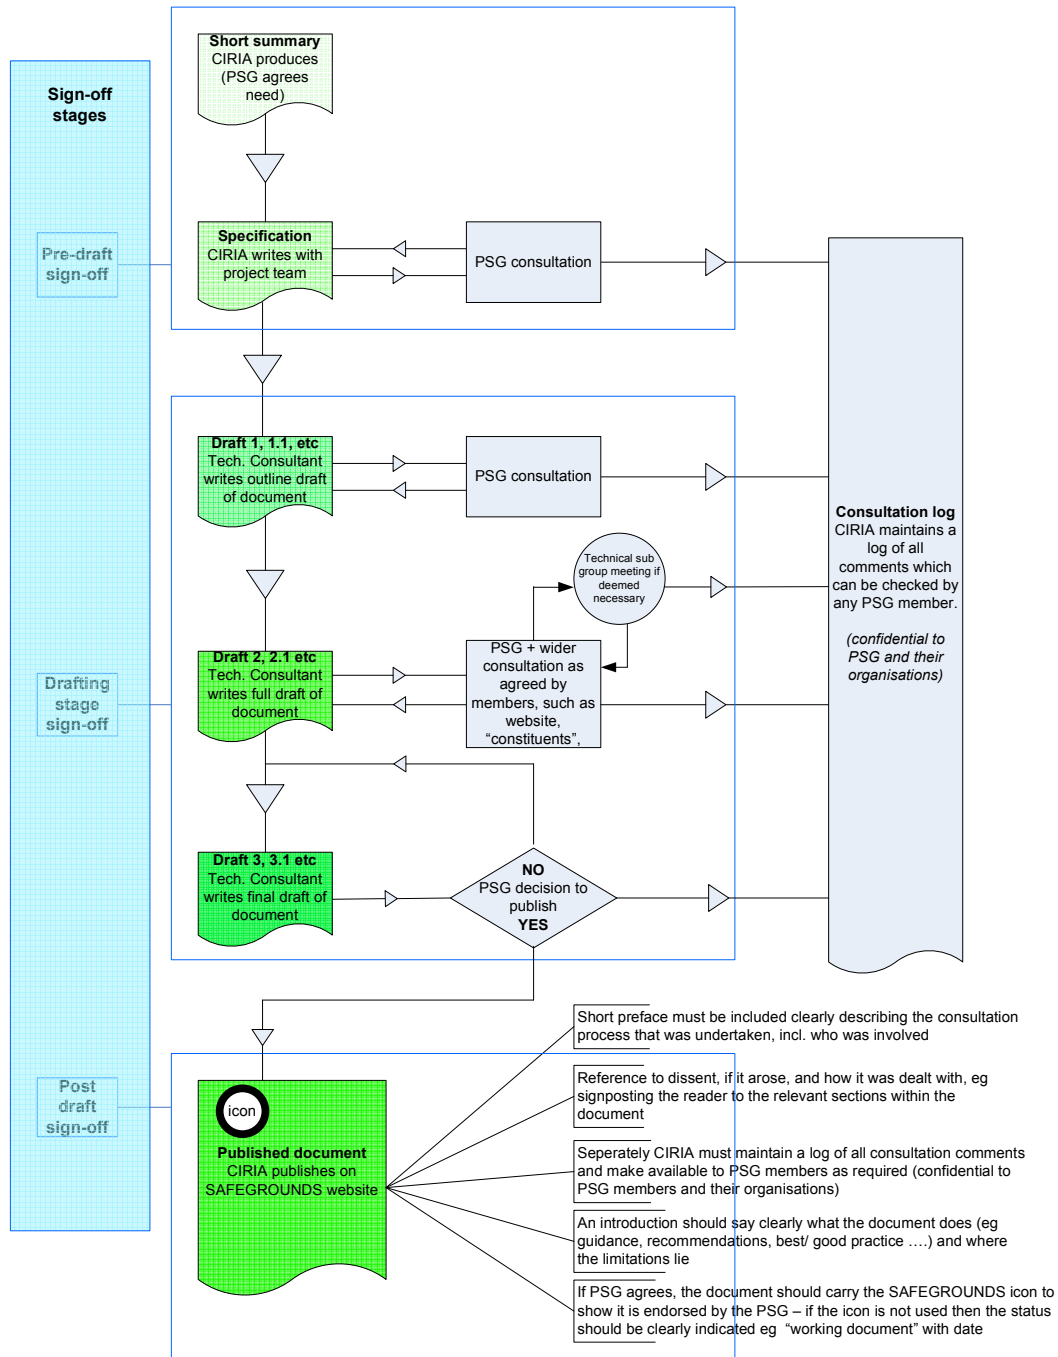 Sign-off
stages
Short summary
CIRIA produces
(PSG agrees
need)
Pre-draft
sign-off
Specification
CIRIA writes with
project team
PSG consultation
Draft 1, 1.1, etc
Tech. Consultant
writes outline draft
of document
PSG consultation
Consultation log
CIRIA maintains a
log of all
comments which
can be checked by
any PSG member.
(confidential to
PSG and their
organisations)
Technical sub
group meeting if
deemed
necessary
Drafting
stage
sign-off
Draft 2, 2.1 etc
Tech. Consultant
writes full draft of
document
PSG + wider
consultation as
agreed by
members, such as
website,
“constituents”,
Draft 3, 3.1 etc
Tech. Consultant
writes final draft of
document
NO
PSG decision to
publish
YES
Post
draft
sign-off
icon
Published document
CIRIA publishes on
SAFEGROUNDS website
Short preface must be included clearly describing the consultation
process that was undertaken, incl. who was involved
Reference to dissent, if it arose, and how it was dealt with, eg
signposting the reader to the relevant sections within the
document
Seperately CIRIA must maintain a log of all consultation comments
and make available to PSG members as required (confidential to
PSG members and their organisations)
An introduction should say clearly what the document does (eg
guidance, recommendations, best/ good practice ….) and where
the limitations lie
If PSG agrees, the document should carry the SAFEGROUNDS icon to
show it is endorsed by the PSG – if the icon is not used then the status
should be clearly indicated eg “working document” with date